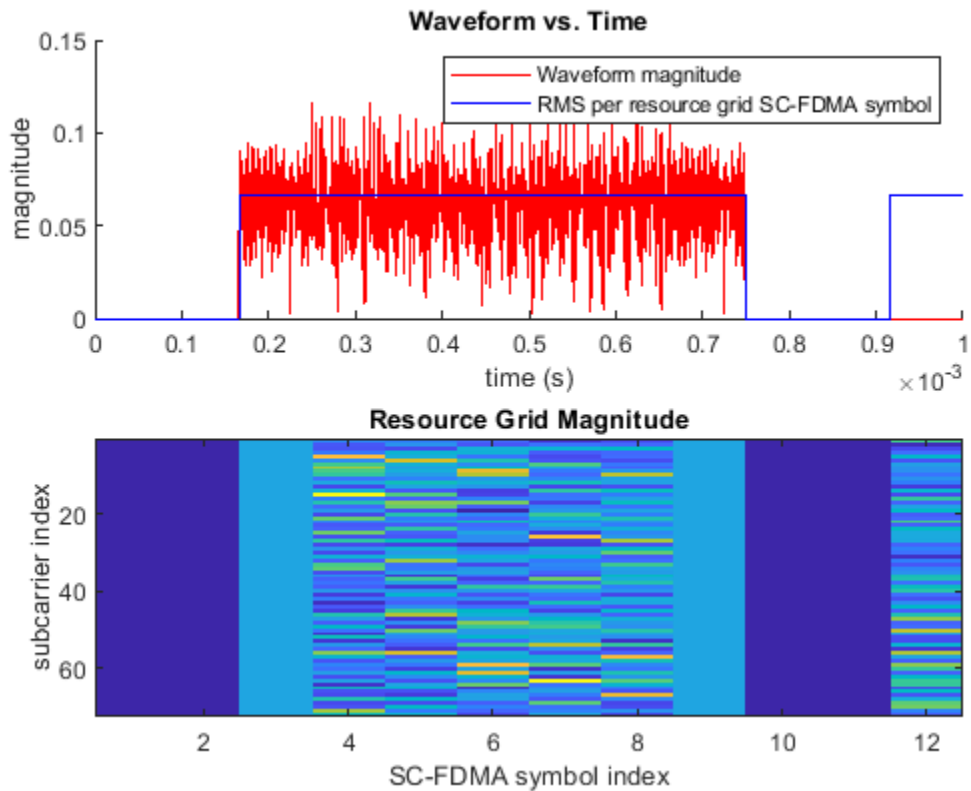 Waveform vs. Time
0.15
0.1
0.05
0
magnitude
Waveform magnitude
RMS per resource grid SC-FDMA symbol
0 0.1 0.2 0.3 0.4 0.5 0.6 0.7 0.8 0.9 1
time (s)
×10⁻³
Resource Grid Magnitude
20
40
60
subcarrier index
2 4 6 8 10 12
SC-FDMA symbol index